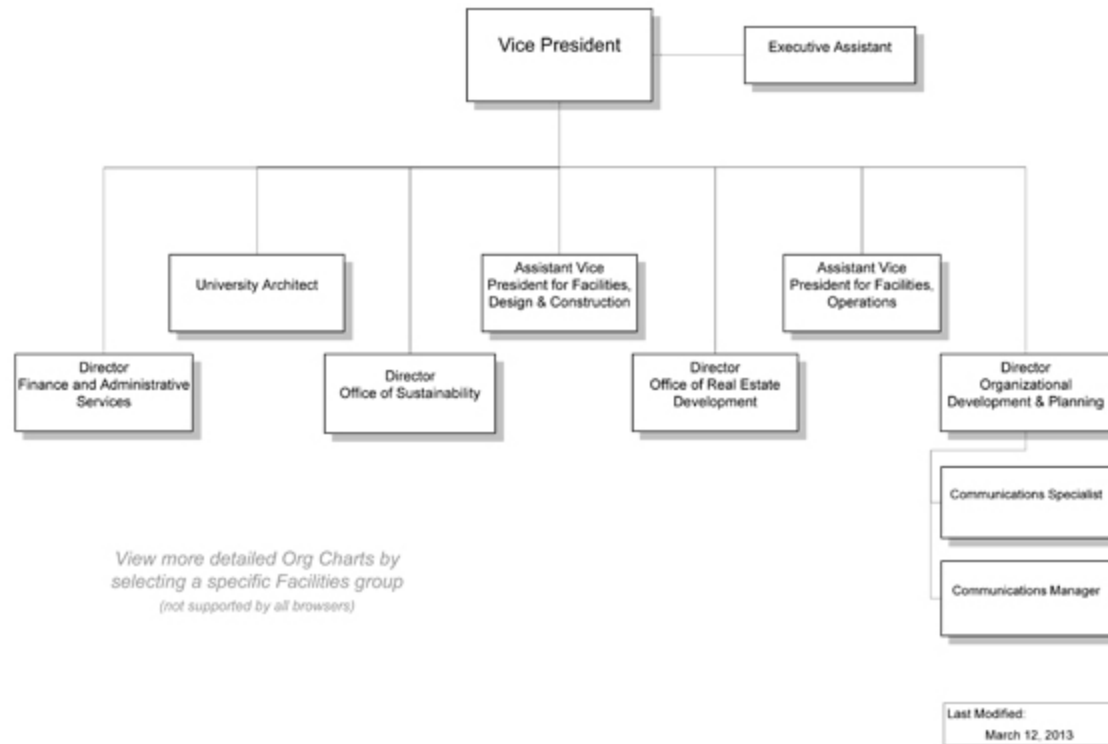 Vice President
Executive Assistant
University Architect
Assistant Vice
President for Facilities,
Design & Construction
Assistant Vice
President for Facilities,
Operations
Director
Finance and Administrative
Services
Director
Office of Sustainability
Director
Office of Real Estate
Development
Director
Organizational
Development & Planning
Communications Specialist
Communications Manager
View more detailed Org Charts by
selecting a specific Facilities group
(not supported by all browsers)
Last Modified:
March 12, 2013